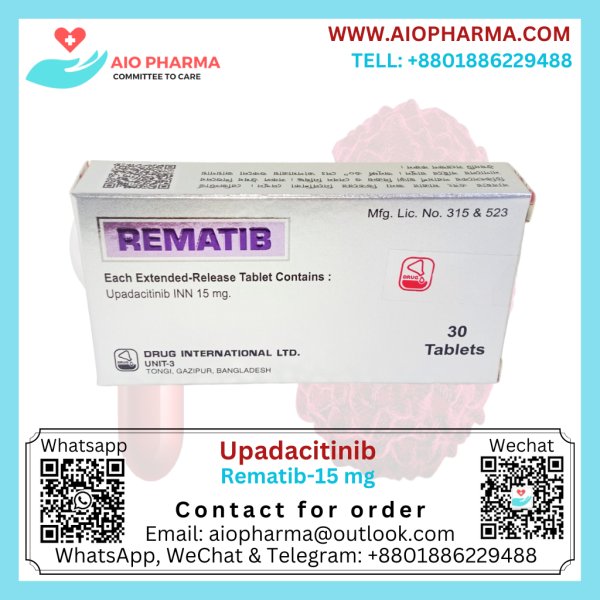 AIO PHARMA
COMMITTEE TO CARE
WWW.AIOPHARMA.COM
TELL: +8801886229488
Mfg. Lic. No. 315 & 523
REMATIB
Each Extended-Release Tablet Contains :
Upadacitinib INN 15 mg.
DRUG
30
Tablets
DRUG INTERNATIONAL LTD.
UNIT-3
TONGI, GAZIPUR, BANGLADESH
Whatsapp
Upadacitinib
Wechat
Rematib-15 mg
Contact for order
Email: aiopharma@outlook.com
WhatsApp, WeChat & Telegram: +8801886229488